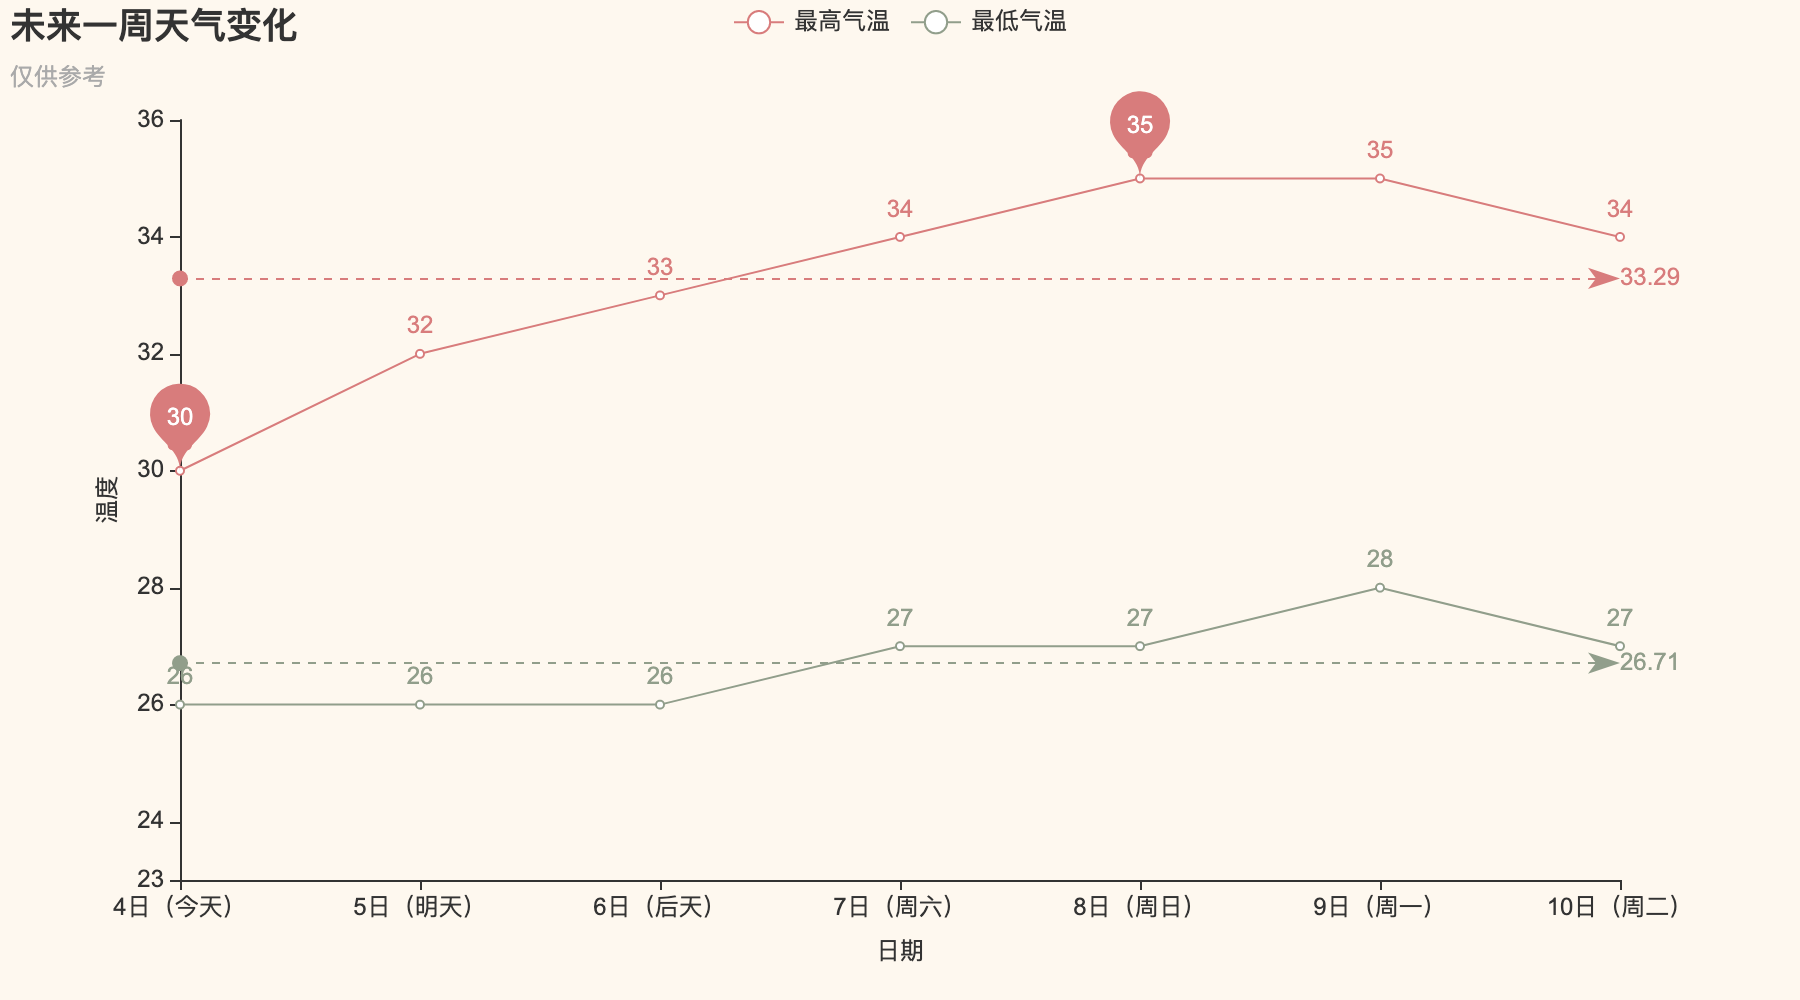 未来一周天气变化
仅供参考
最高气温
最低气温
36
34
32
30
28
26
24
23
温度
30
32
33
34
35
35
34
33.29
26
26
26
27
27
28
27
26.71
4日（今天）
5日（明天）
6日（后天）
7日（周六）
8日（周日）
9日（周一）
10日（周二）
日期